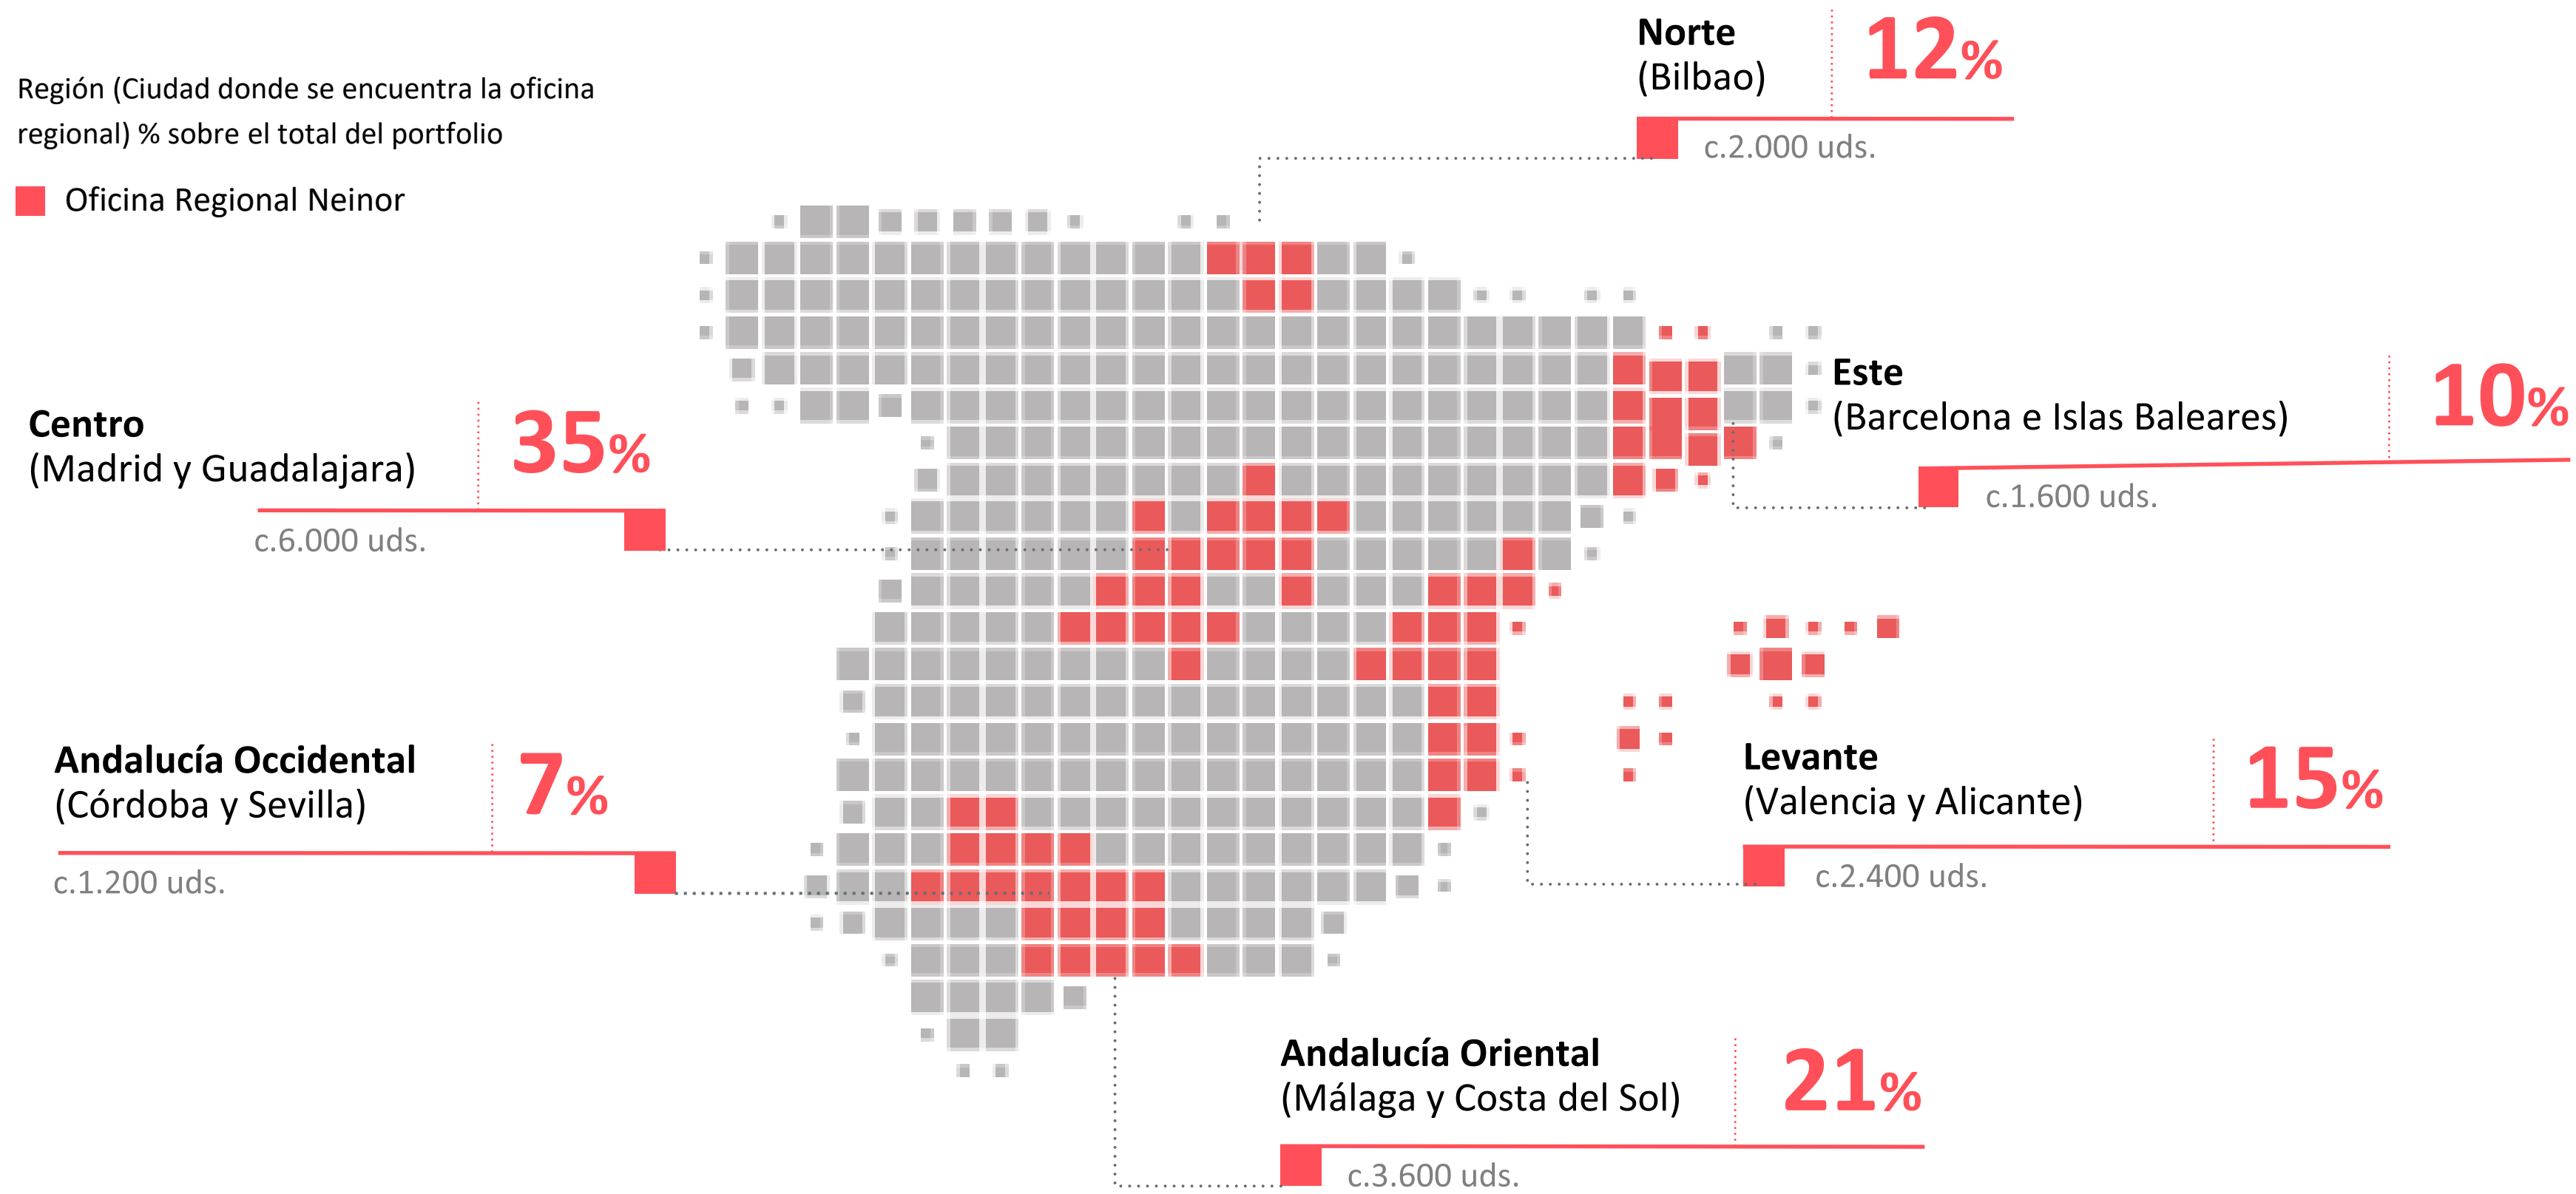 Región (Ciudad donde se encuentra la oficina
regional) % sobre el total del portfolio
Oficina Regional Neinor
Norte
(Bilbao)
12%
c.2.000 uds.
Este
(Barcelona e Islas Baleares)
10%
c.1.600 uds.
Centro
(Madrid y Guadalajara)
35%
c.6.000 uds.
Andalucía Occidental
(Córdoba y Sevilla)
7%
c.1.200 uds.
Levante
(Valencia y Alicante)
15%
c.2.400 uds.
Andalucía Oriental
(Málaga y Costa del Sol)
21%
c.3.600 uds.